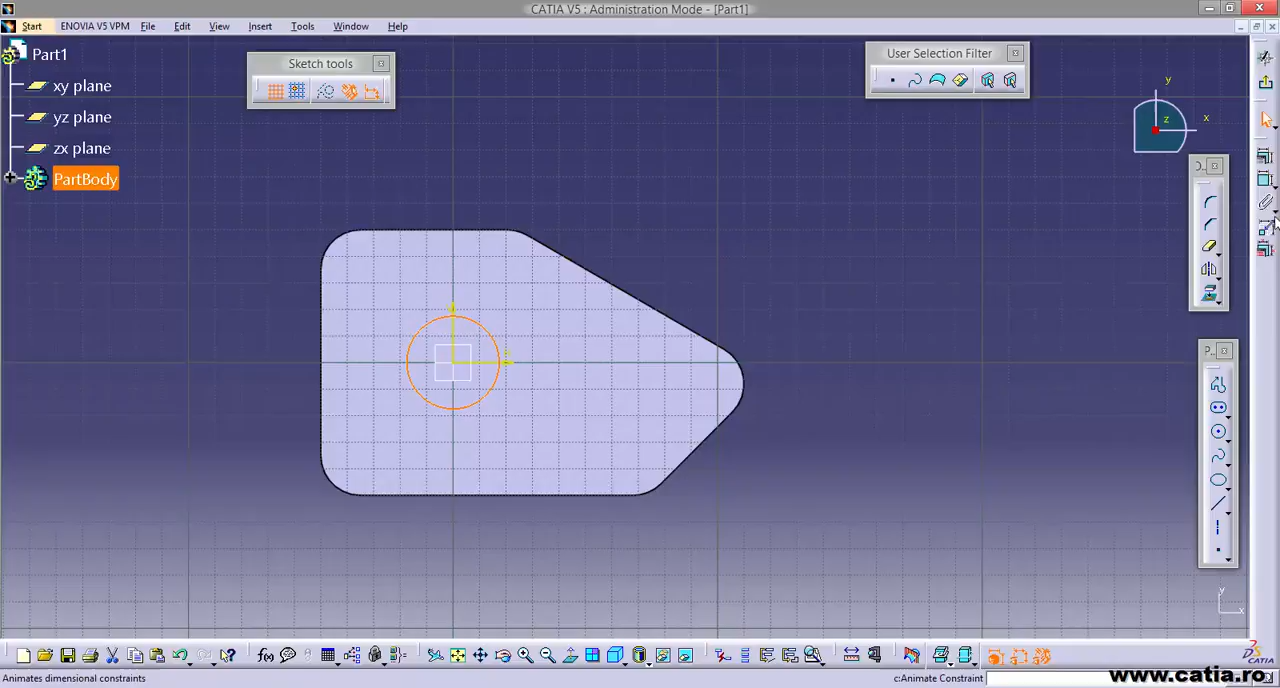 CATIA V5 : Administration Mode - [Part1]
Start ENOVIA V5 VPM File Edit View Insert Tools Window Help
Part1
xy plane
yz plane
zx plane
PartBody
Sketch tools
User Selection Filter
y
x
z
P..
y
x
f(x)
CATIA
Animates dimensional constraints
c:Animate Constraint
www.catia.ro